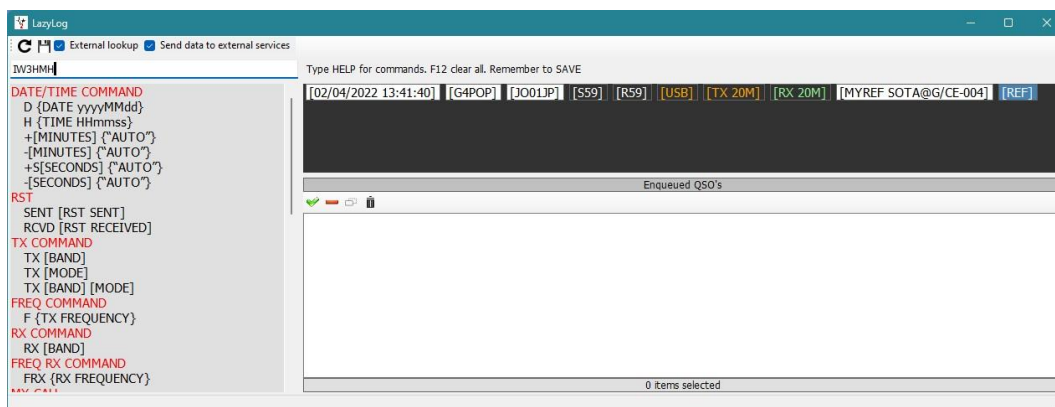 LazyLog
External lookup Send data to external services
IW3HMH
Type HELP for commands. F12 clear all. Remember to SAVE
DATE/TIME COMMAND
D {DATE yyyyMMdd}
H {TIME HHmmss}
+[MINUTES] {"AUTO"}
-[MINUTES] {"AUTO"}
+S[SECONDS] {"AUTO"}
-[SECONDS] {"AUTO"}
RST
SENT [RST SENT]
RCVD [RST RECEIVED]
TX COMMAND
TX [BAND]
TX [MODE]
TX [BAND] [MODE]
FREQ COMMAND
F {TX FREQUENCY}
RX COMMAND
RX [BAND]
FREQ RX COMMAND
FRX {RX FREQUENCY}
MY CALL
[02/04/2022 13:41:40] [G4POP] [JO01JP] [S59] [R59] [USB] [TX 20M] [RX 20M] [MYREF SOTA@G/CE-004] [REF]
Enqueued QSO's
0 items selected